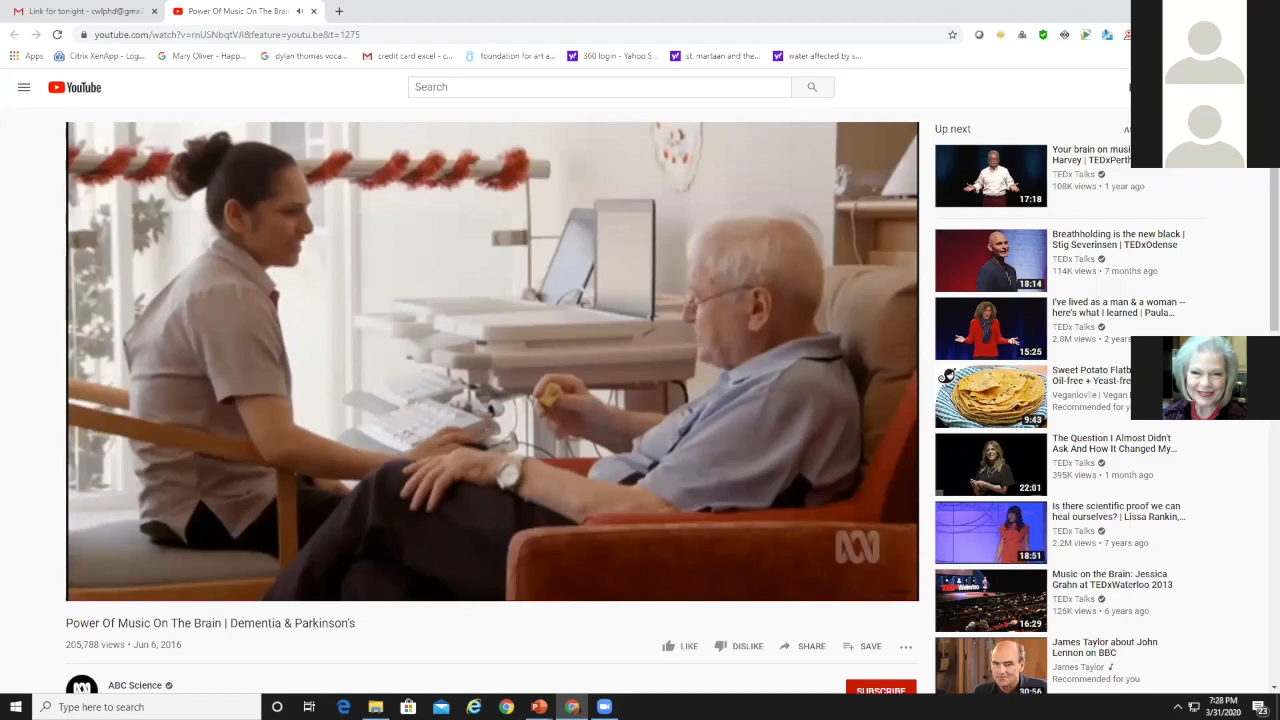 Link for tonight - cwlphd@gma
Power Of Music On The Brai
youtube.com/watch?v=rnUSNbqtVJI&feature=youtu.be&t=1275
Apps
Citrix XenApp - Log...
Mary Oliver - Happ...
dylan thomas voca...
credit card excel - c...
foundation for art a...
360 login - Yahoo S...
st. martaan and the...
water affected by s...
YouTube
Search
Up next
Your brain on musi
Harvey | TEDxPerth
TEDx Talks
108K views • 1 year ago
17:18
Breathholding is the new black |
Stig Severinsen | TEDxOdense
TEDx Talks
114K views • 7 months ago
18:14
I've lived as a man & a woman --
here's what I learned | Paula...
TEDx Talks
2.8M views • 2 years
15:25
Sweet Potato Flatb
Oil-free + Yeast-fre
Veganlovlie | Vegan
Recommended for y
9:43
The Question I Almost Didn't
Ask And How It Changed My...
TEDx Talks
395K views • 1 month ago
22:01
Is there scientific proof we can
heal ourselves? | Lissa Rankin,...
TEDx Talks
2.2M views • 7 years ago
18:51
Music on the Brain: Jessica
Grahn at TEDxWaterloo 2013
TEDx Talks
126K views • 6 years ago
16:29
James Taylor about John
Lennon on BBC
James Taylor
Recommended for you
30:56
Power Of Music On The Brain | Dementia & Parkinson's
205,788 views • Jun 6, 2016
LIKE
DISLIKE
SHARE
SAVE
ABC Science
SUBSCRIBE
Type here to search
7:28 PM
3/31/2020
23